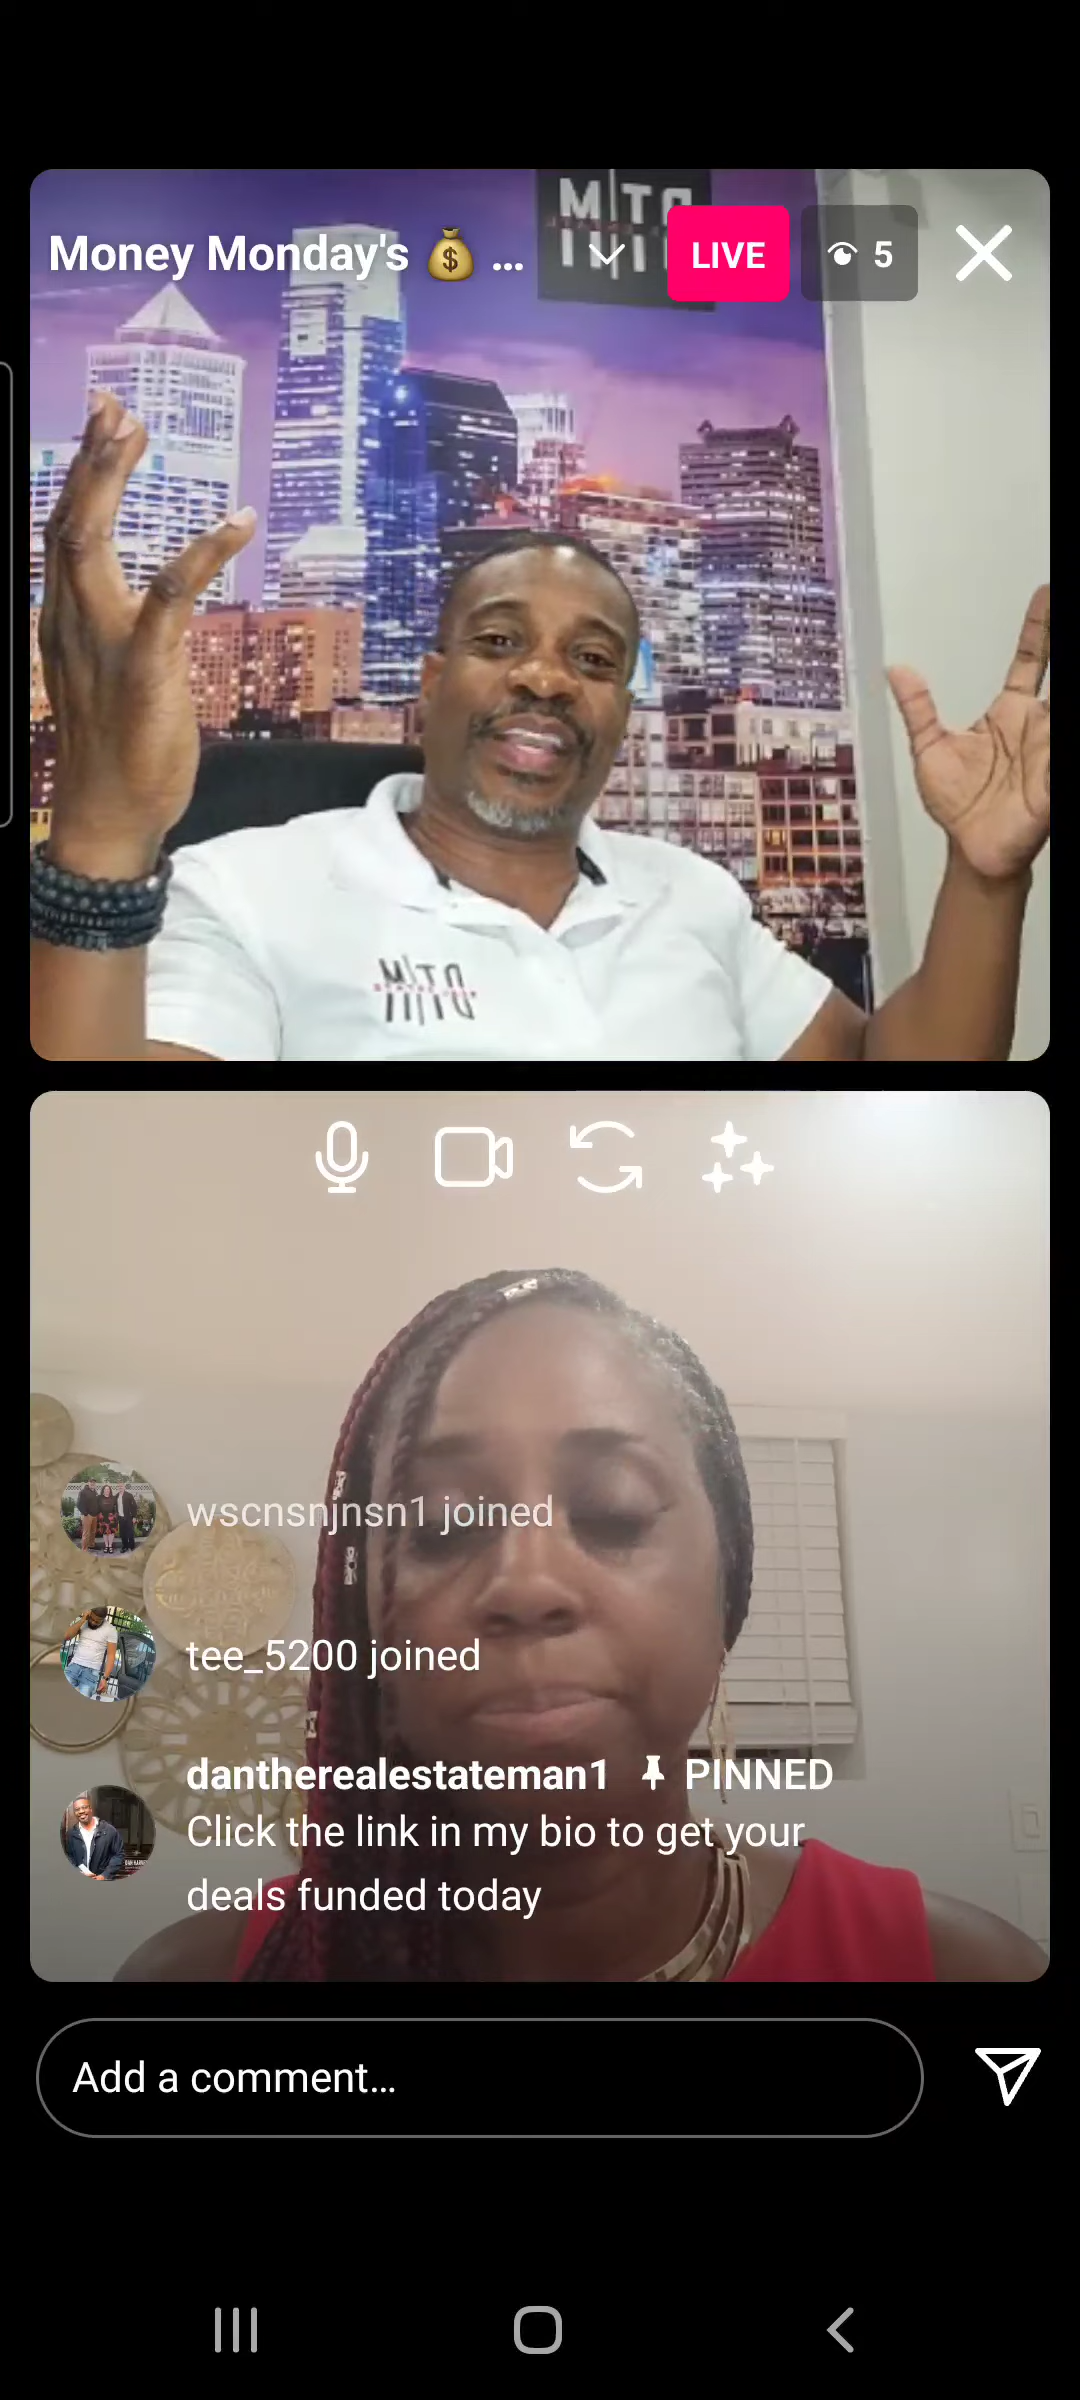 Money Monday's 💰 ...
LIVE
5
wscnsnjnsn1 joined
tee_5200 joined
dantherealestateman1 PINNED
Click the link in my bio to get your
deals funded today
Add a comment...